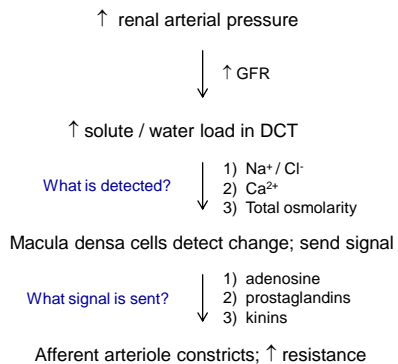 ↑ renal arterial pressure
↑ GFR
↑ solute / water load in DCT
What is detected?
1) Na⁺ / Cl⁻
2) Ca²⁺
3) Total osmolarity
Macula densa cells detect change; send signal
What signal is sent?
1) adenosine
2) prostaglandins
3) kinins
Afferent arteriole constricts; ↑ resistance